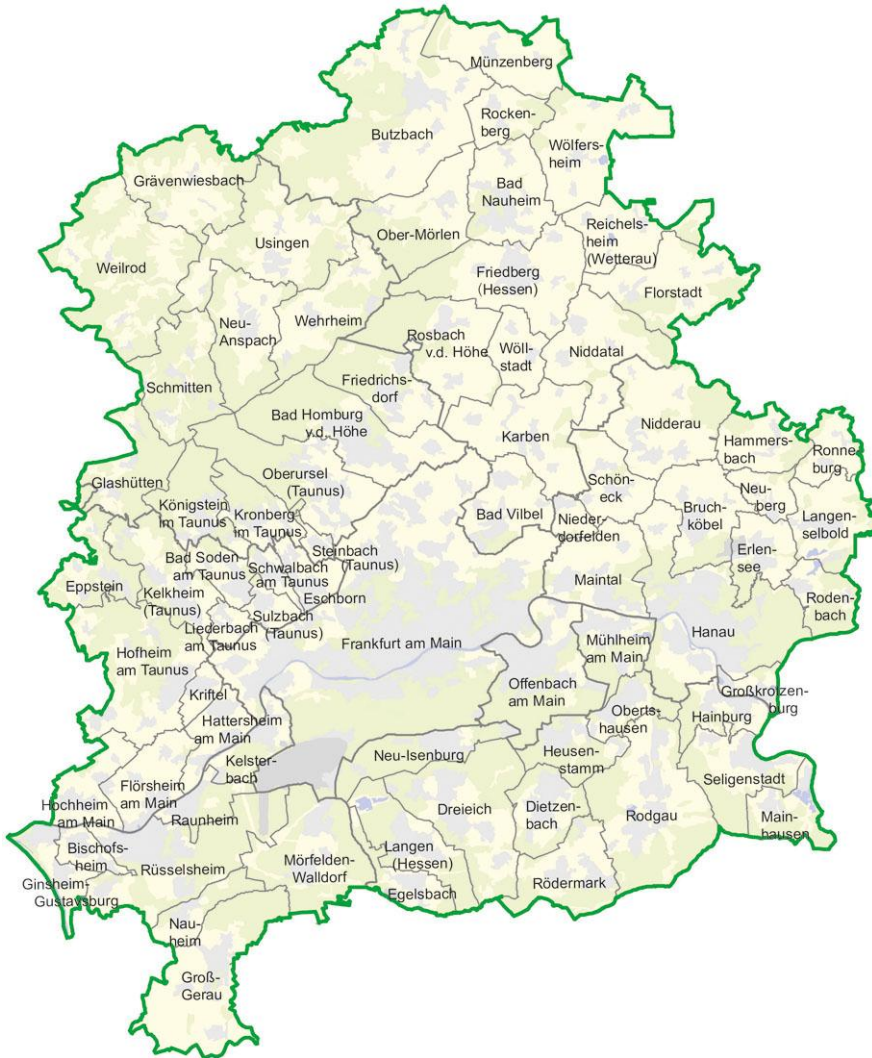 Münzenberg
Rocken-
berg
Butzbach
Wölfers-
heim
Grävenwiesbach
Bad
Nauheim
Usingen
Ober-Mörlen
Reichels-
heim
(Wetterau)
Weilrod
Friedberg
(Hessen)
Florstadt
Neu-
Anspach
Wehrheim
Rosbach
v.d. Höhe
Wöll-
stadt
Niddatal
Schmitten
Friedrichs-
dorf
Bad Homburg
v.d. Höhe
Karben
Nidderau
Hammers-
bach
Ronne-
burg
Glashütten
Oberursel
(Taunus)
Schön-
eck
Königstein
im Taunus
Kronberg
im Taunus
Bad Vilbel
Nieder-
dorfelden
Bruch-
köbel
Neu-
berg
Langen-
selbold
Bad Soden
am Taunus
Schwalbach
am Taunus
Steinbach
(Taunus)
Eschborn
Erlen-
see
Eppstein
Kelkheim
(Taunus)
Maintal
Roden-
bach
Sulzbach
(Taunus)
Liederbach
am Taunus
Hofheim
am Taunus
Frankfurt am Main
Mühlheim
am Main
Hanau
Kriftel
Offenbach
am Main
Großkrotzen-
burg
Hattersheim
am Main
Oberts-
hausen
Hainburg
Neu-Isenburg
Heusen-
stamm
Kelster-
bach
Seligenstadt
Flörsheim
am Main
Hochheim
am Main
Raunheim
Dreieich
Dietzen-
bach
Rodgau
Main-
hausen
Bischofs-
heim
Rüsselsheim
Mörfelden-
Walldorf
Langen
(Hessen)
Ginsheim-
Gustavsburg
Egelsbach
Rödermark
Nau-
heim
Groß-
Gerau